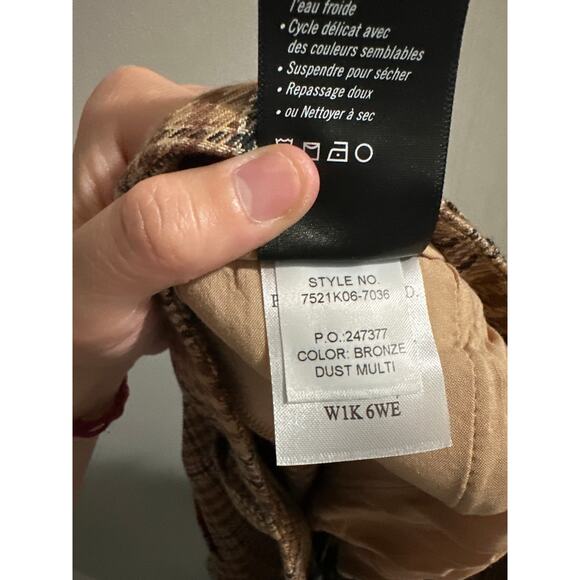 l'eau froide
• Cycle délicat avec
des couleurs semblables
• Suspendre pour sécher
• Repassage doux
• ou Nettoyer à sec
STYLE NO.
7521K06-7036
P.O.:247377
COLOR: BRONZE
DUST MULTI
W1K 6WE